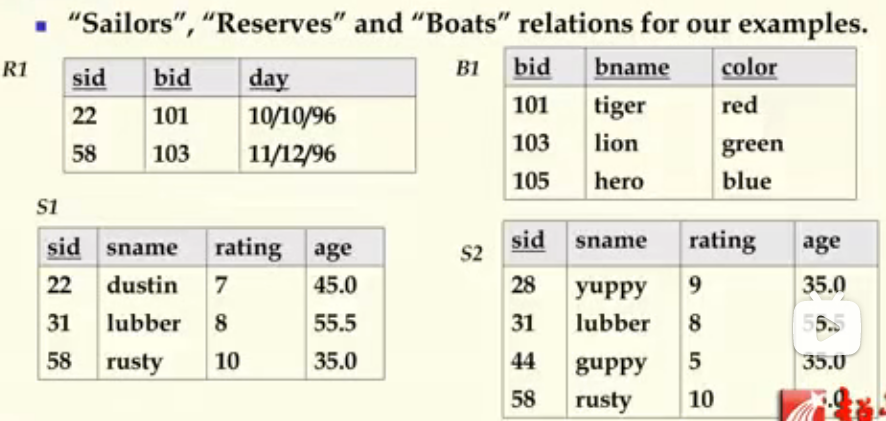 ▪ “Sailors”, “Reserves” and “Boats” relations for our examples.
R1
sid bid day
22 101 10/10/96
58 103 11/12/96
B1
bid bname color
101 tiger red
103 lion green
105 hero blue
S1
sid sname rating age
22 dustin 7 45.0
31 lubber 8 55.5
58 rusty 10 35.0
S2
sid sname rating age
28 yuppy 9 35.0
31 lubber 8 55.5
44 guppy 5 35.0
58 rusty 10